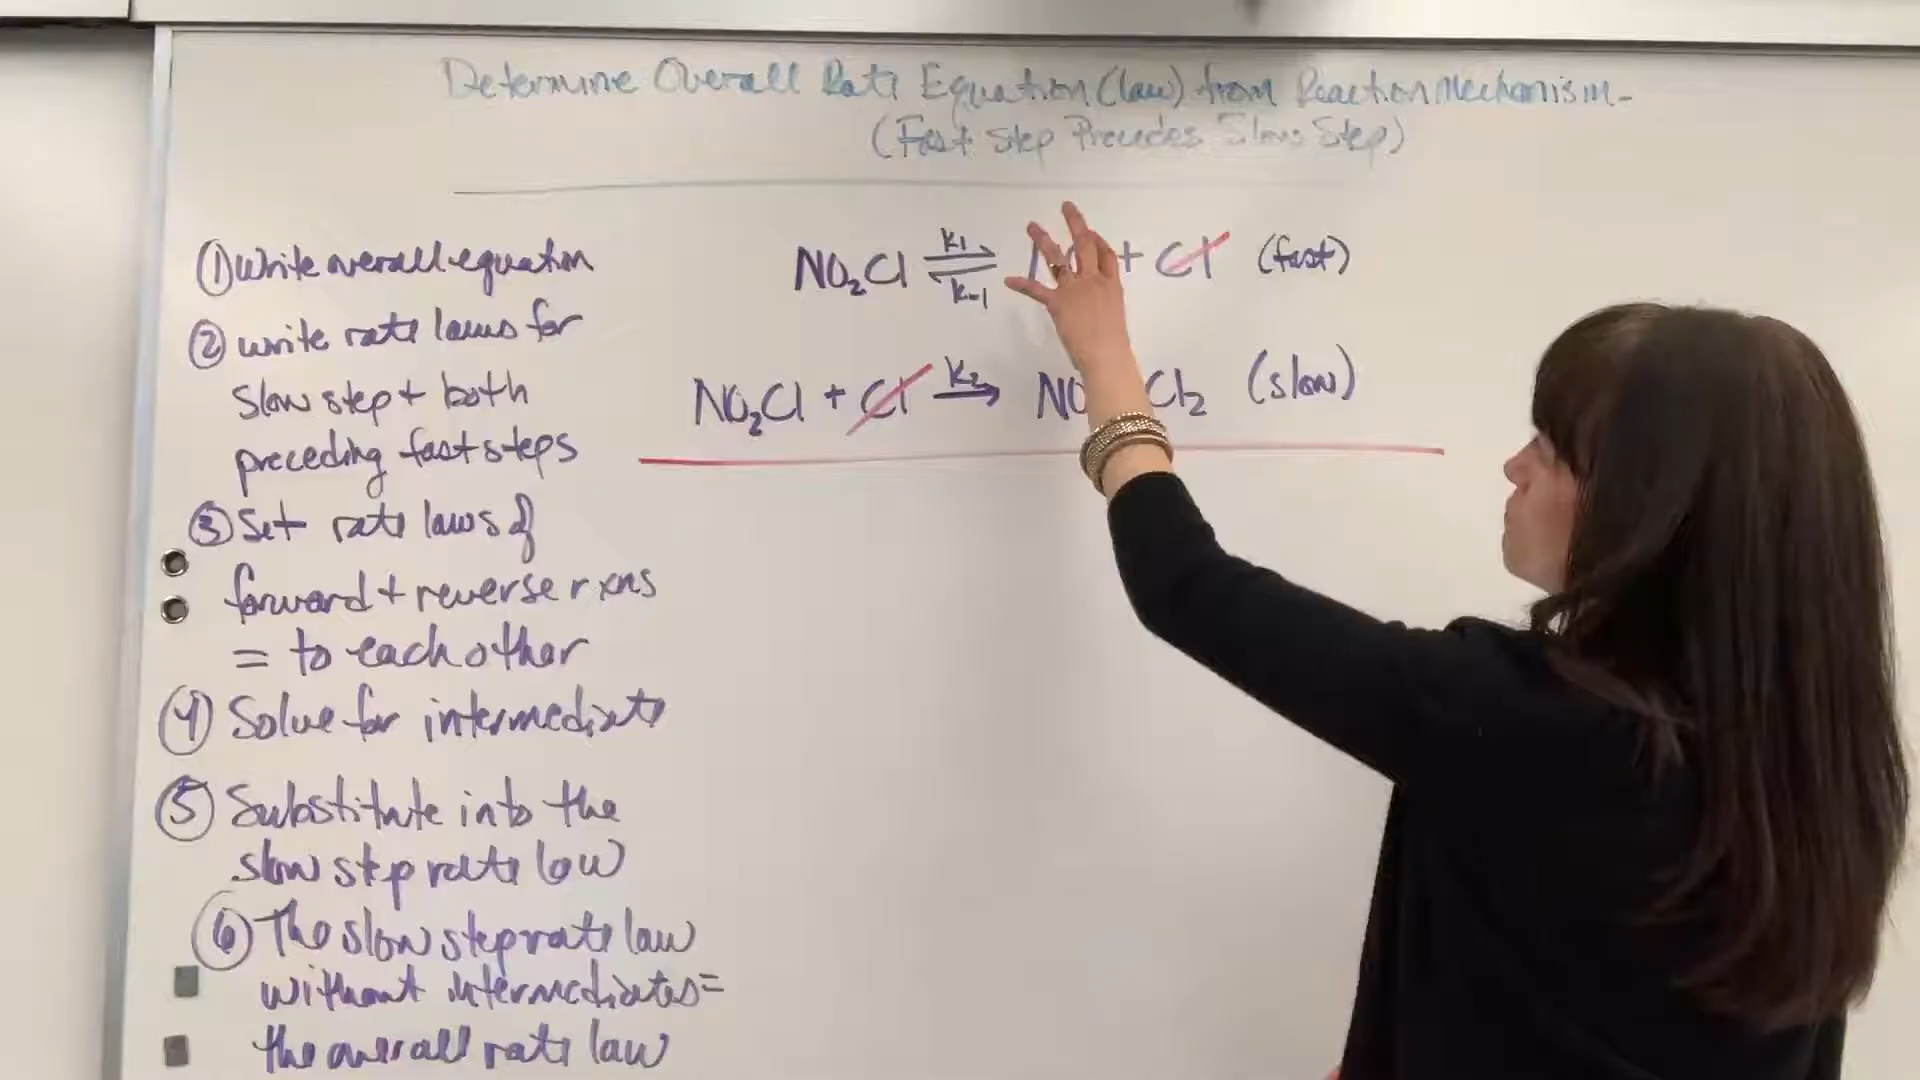 Determine Overall Rate Equation (law) from Reaction Mechanism-
(Fast Step Precedes Slow Step)
① Write overall equation
② write rate laws for
slow step + both
preceding fast steps
③ Set rate laws of
forward + reverse rxns
= to each other
④ Solve for intermediate
⑤ Substitute into the
slow step rate law
⑥ The slow step rate law
without intermediates =
the overall rate law
NO₂Cl ⇌ + Cl (fast)
k₁
k₋₁
NO₂Cl + Cl → NO Cl₂ (slow)
k₂